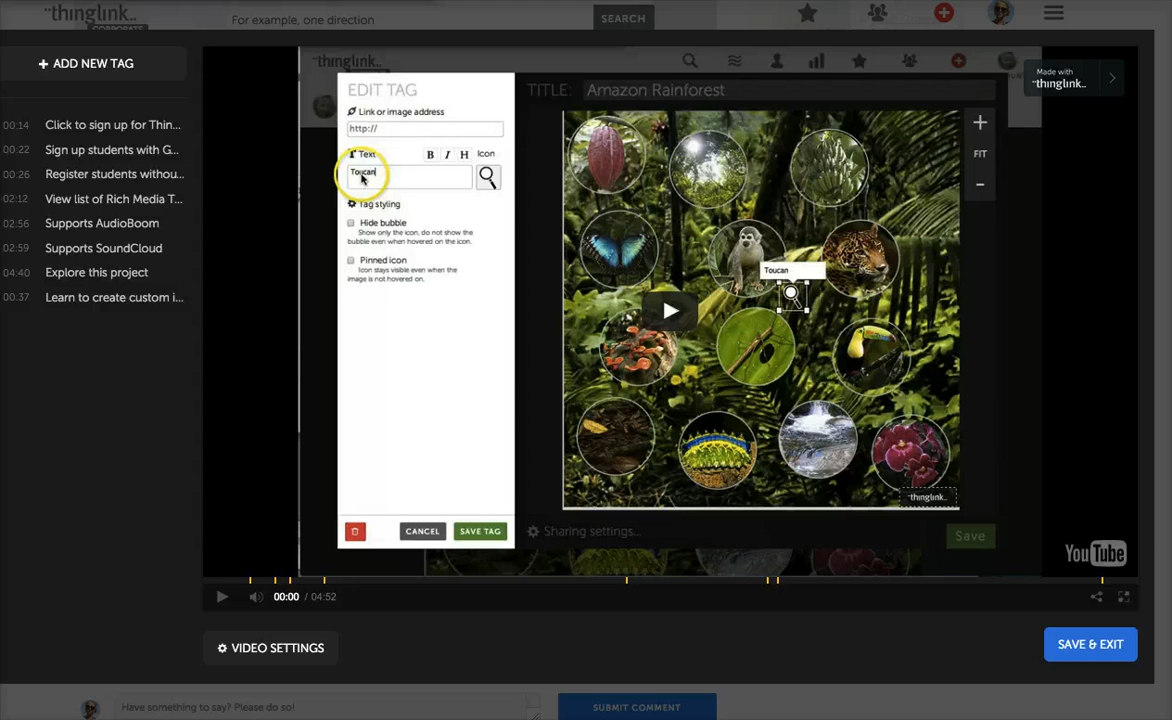 "thinglink..
CORPORATE
For example, one direction
SEARCH
+ ADD NEW TAG
00:14 Click to sign up for Thin...
00:22 Sign up students with G...
00:26 Register students withou...
02:12 View list of Rich Media T...
02:56 Supports AudioBoom
02:59 Supports SoundCloud
04:40 Explore this project
00:37 Learn to create custom i...
"thinglink..
Made with
"thinglink..
EDIT TAG
Link or image address
http://
Text
B I H Icon
Toucan
Tag styling
Hide bubble
Show only the icon, do not show the
bubble even when hovered on the icon.
Pinned icon
Icon stays visible even when the
image is not hovered on.
CANCEL
SAVE TAG
TITLE: Amazon Rainforest
+
FIT
−
Toucan
"thinglink..
Sharing settings...
Save
YouTube
00:00 / 04:52
VIDEO SETTINGS
SAVE & EXIT
Have something to say? Please do so!
SUBMIT COMMENT